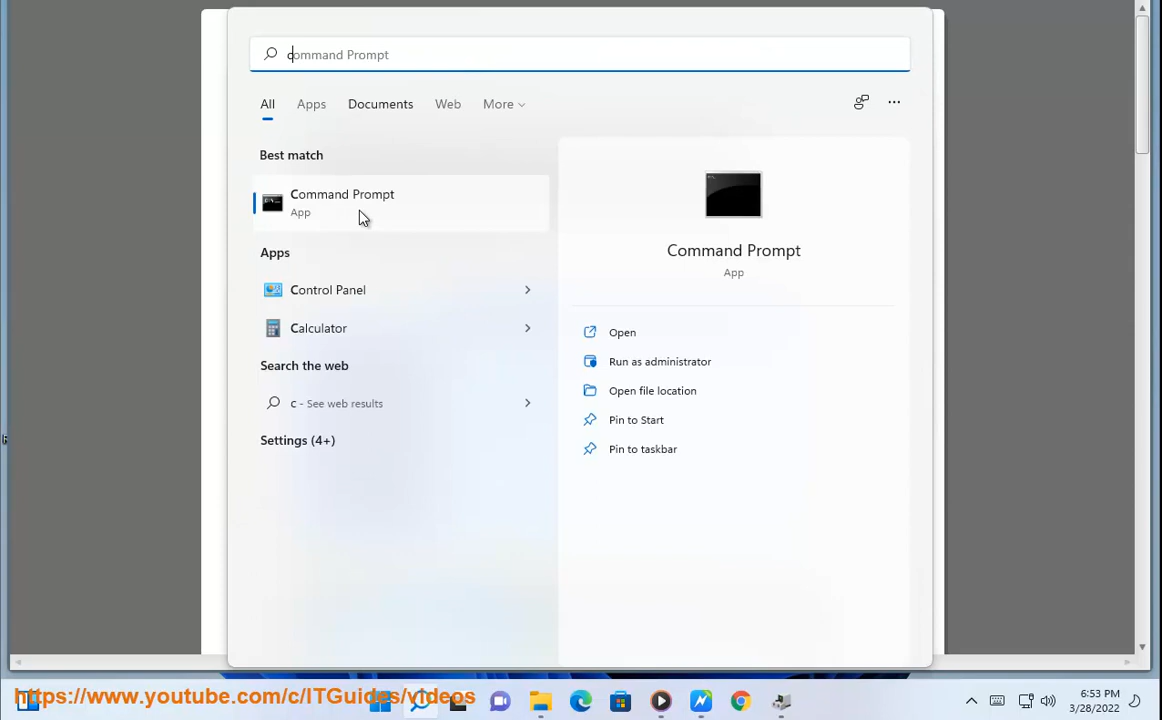 command Prompt
All Apps Documents Web More
Best match
Command Prompt
App
Command Prompt
App
Apps
Control Panel
Calculator
Search the web
c - See web results
Settings (4+)
Open
Run as administrator
Open file location
Pin to Start
Pin to taskbar
https://www.youtube.com/c/ITGuides/videos
6:53 PM
3/28/2022